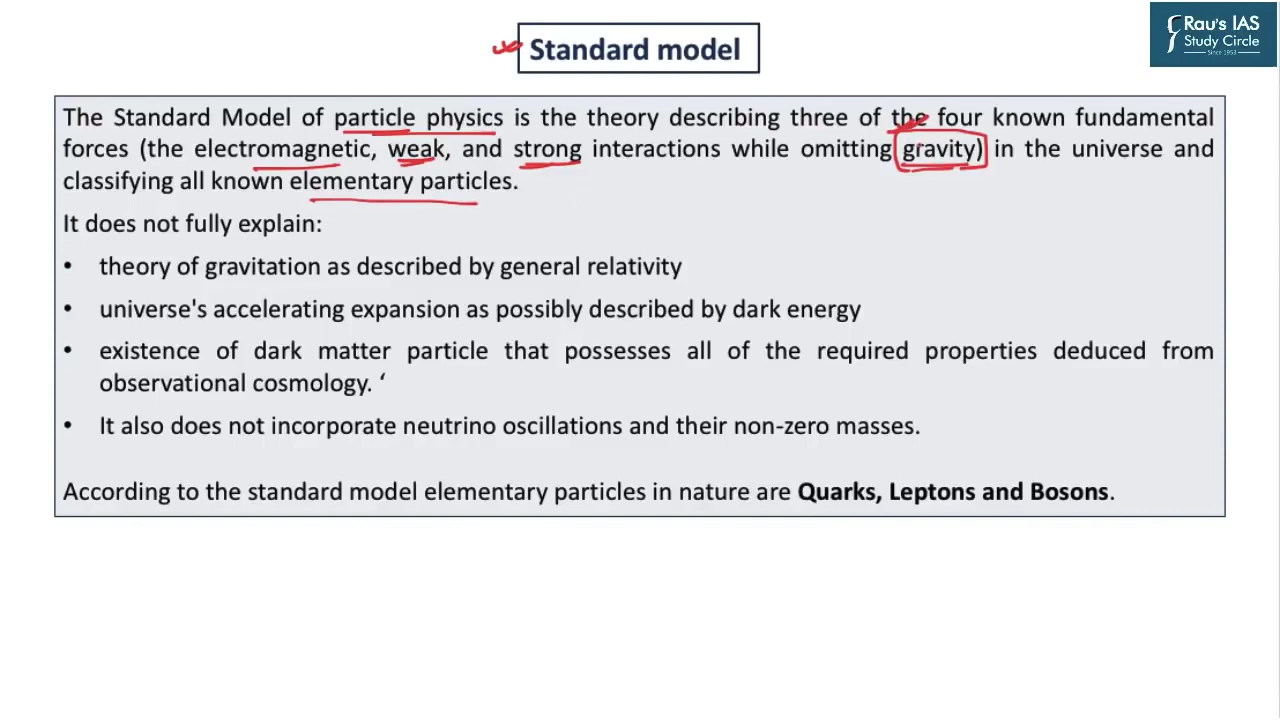 Rau's IAS
Study Circle
Since 1953
Standard model
The Standard Model of particle physics is the theory describing three of the four known fundamental
forces (the electromagnetic, weak, and strong interactions while omitting gravity) in the universe and
classifying all known elementary particles.
It does not fully explain:
• theory of gravitation as described by general relativity
• universe's accelerating expansion as possibly described by dark energy
• existence of dark matter particle that possesses all of the required properties deduced from
observational cosmology. ‘
• It also does not incorporate neutrino oscillations and their non-zero masses.
According to the standard model elementary particles in nature are Quarks, Leptons and Bosons.